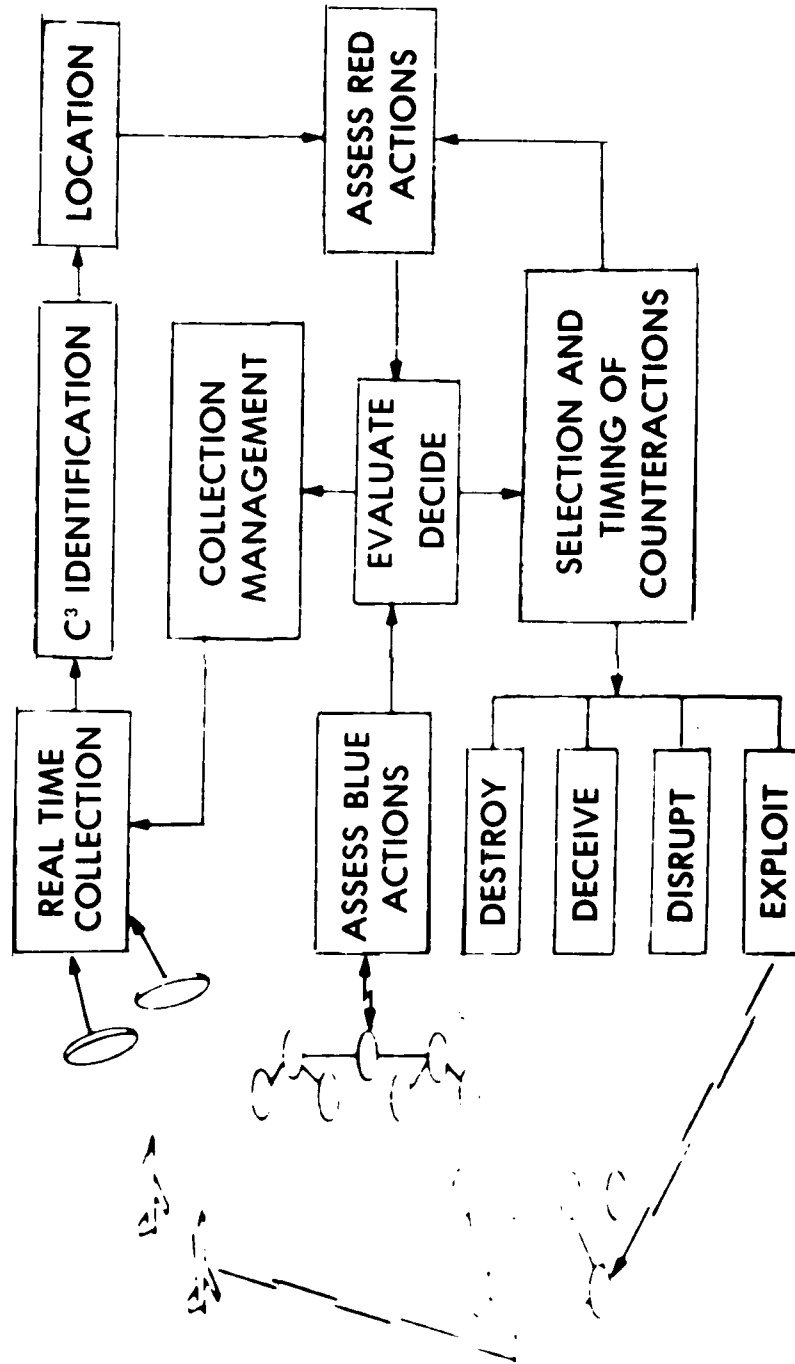 REAL TIME
COLLECTION
C³ IDENTIFICATION
LOCATION
COLLECTION
MANAGEMENT
ASSESS BLUE
ACTIONS
EVALUATE
DECIDE
ASSESS RED
ACTIONS
DESTROY
DECEIVE
DISRUPT
EXPLOIT
SELECTION AND
TIMING OF
COUNTERACTIONS